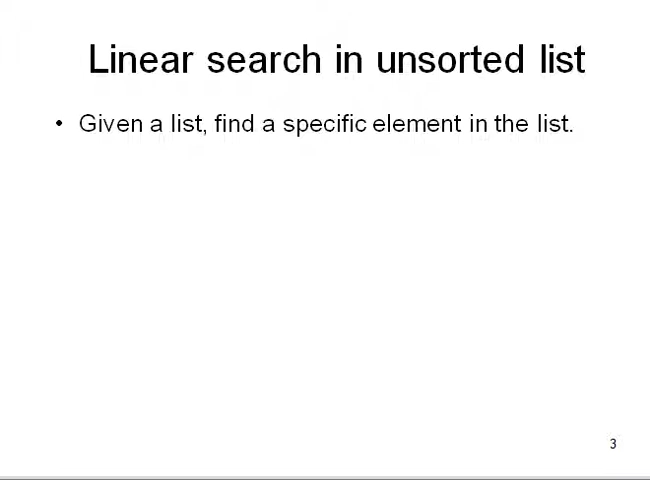 Linear search in unsorted list
• Given a list, find a specific element in the list.
3